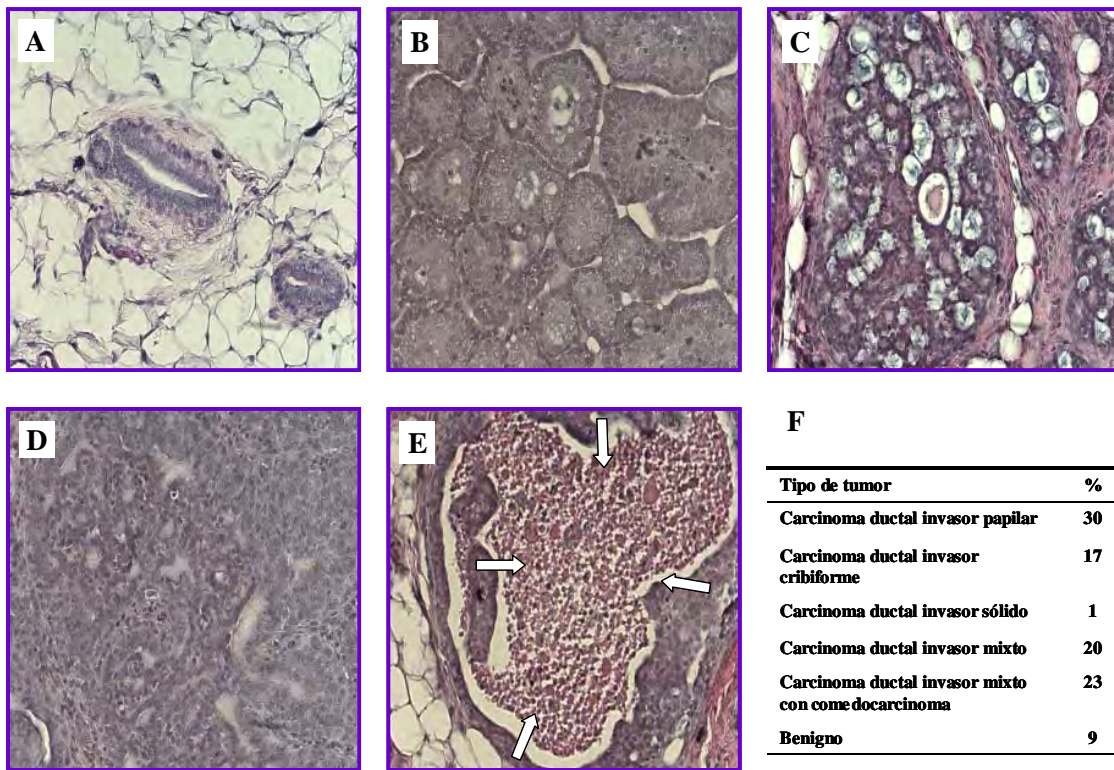 A
B
C
D
E
F
Tipo de tumor %
Carcinoma ductal invasor papilar 30
Carcinoma ductal invasor
cribiforme 17
Carcinoma ductal invasor sólido 1
Carcinoma ductal invasor mixto 20
Carcinoma ductal invasor mixto
con comedocarcinoma 23
Benigno 9